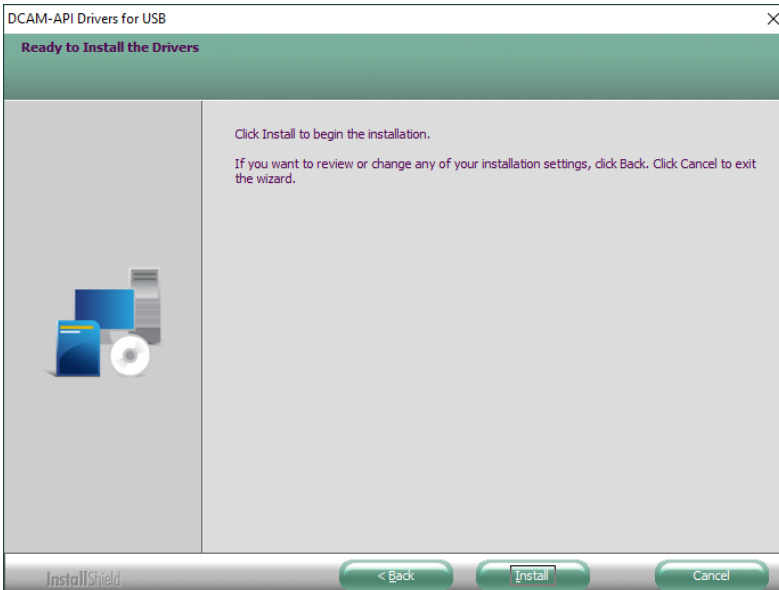 DCAM-API Drivers for USB
Ready to Install the Drivers
Click Install to begin the installation.
If you want to review or change any of your installation settings, click Back. Click Cancel to exit
the wizard.
InstallShield
< Back
Install
Cancel